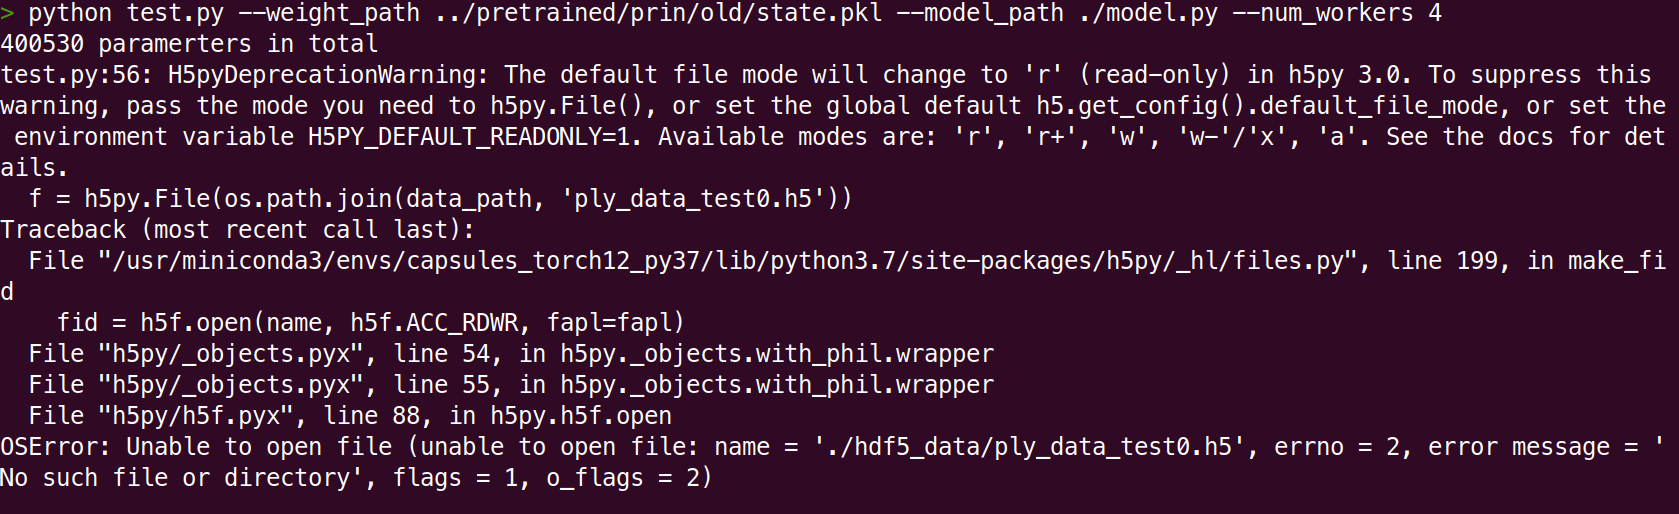 > python test.py --weight_path ../pretrained/prin/old/state.pkl --model_path ./model.py --num_workers 4
400530 paramerters in total
test.py:56: H5pyDeprecationWarning: The default file mode will change to 'r' (read-only) in h5py 3.0. To suppress this
warning, pass the mode you need to h5py.File(), or set the global default h5.get_config().default_file_mode, or set the
 environment variable H5PY_DEFAULT_READONLY=1. Available modes are: 'r', 'r+', 'w', 'w-'/'x', 'a'. See the docs for det
ails.
  f = h5py.File(os.path.join(data_path, 'ply_data_test0.h5'))
Traceback (most recent call last):
  File "/usr/miniconda3/envs/capsules_torch12_py37/lib/python3.7/site-packages/h5py/_hl/files.py", line 199, in make_fi
d
    fid = h5f.open(name, h5f.ACC_RDWR, fapl=fapl)
  File "h5py/_objects.pyx", line 54, in h5py._objects.with_phil.wrapper
  File "h5py/_objects.pyx", line 55, in h5py._objects.with_phil.wrapper
  File "h5py/h5f.pyx", line 88, in h5py.h5f.open
OSError: Unable to open file (unable to open file: name = './hdf5_data/ply_data_test0.h5', errno = 2, error message = '
No such file or directory', flags = 1, o_flags = 2)